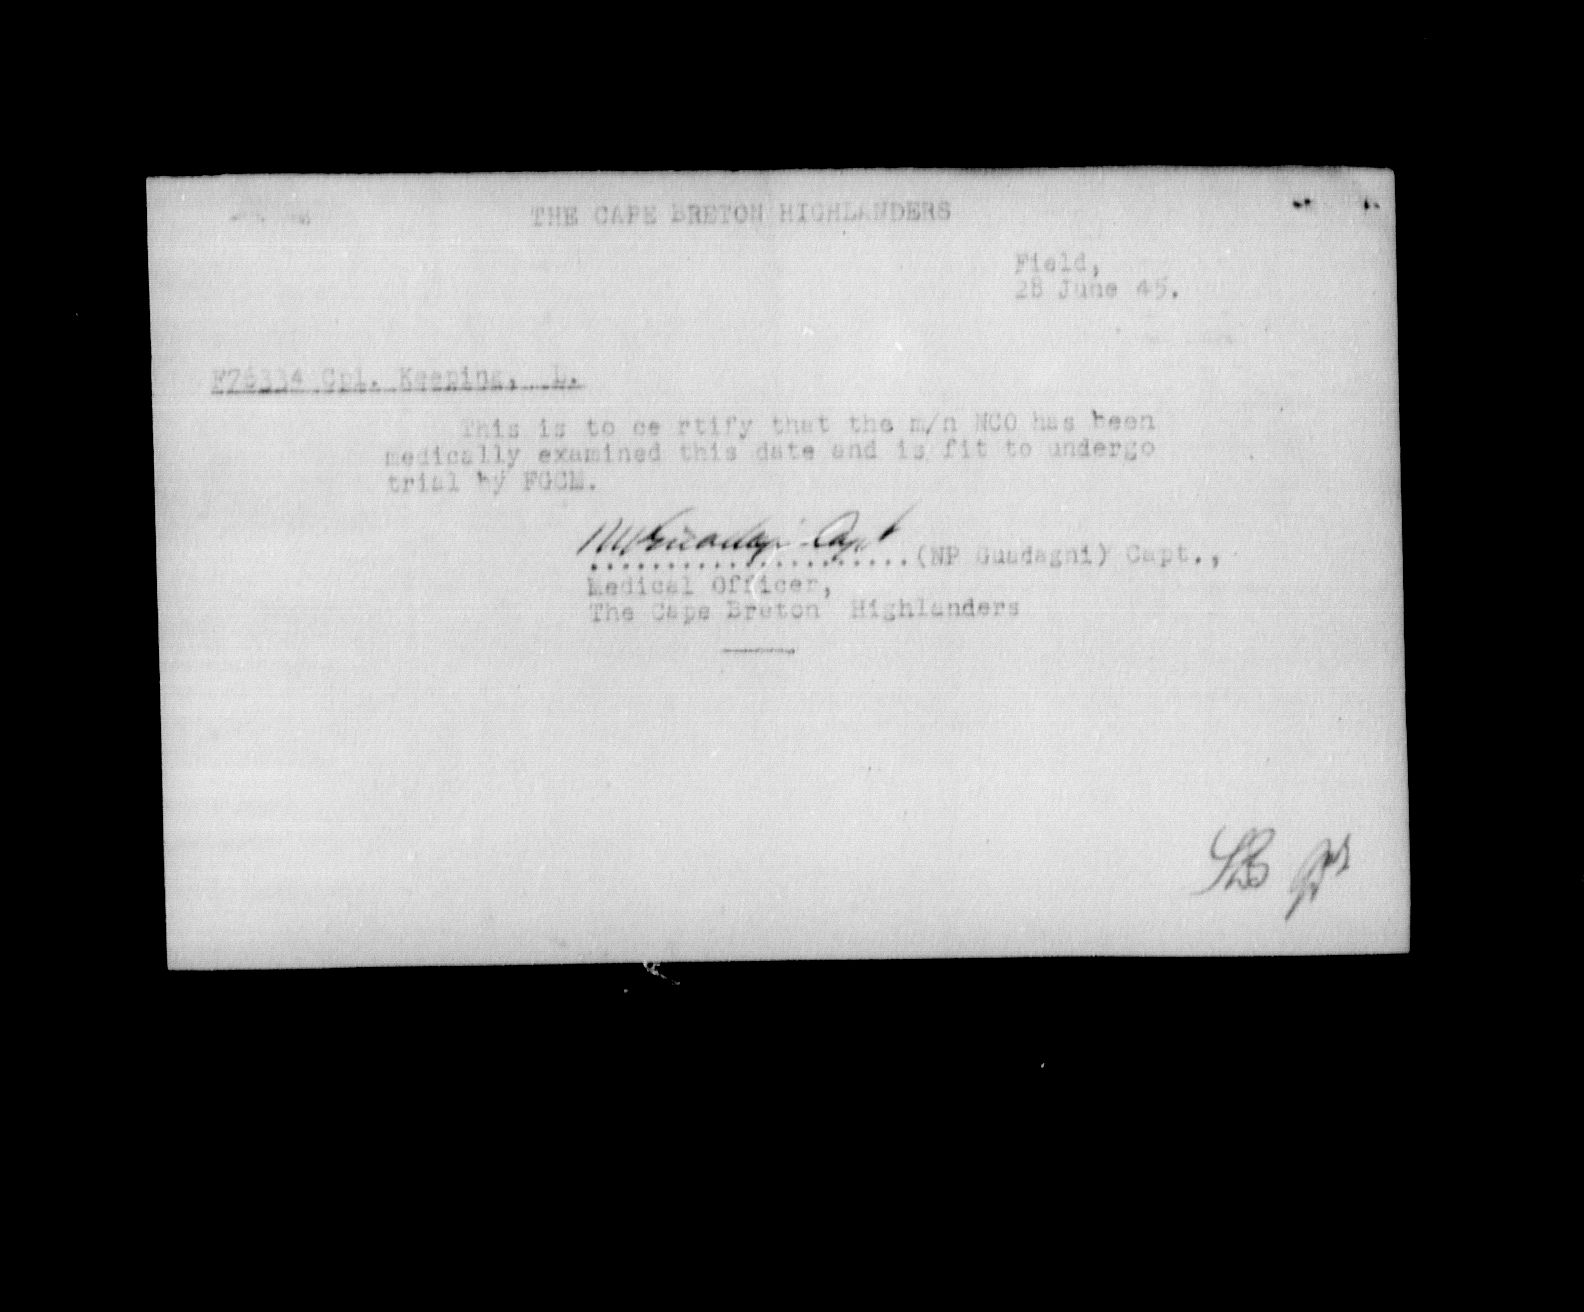 THE CAPE BRETON HIGHLANDERS
Field,
28 June 45.
Cpl. Keeping, L.
This is to ce rtify that the m/n NCO has been
medically examined this date and is fit to undergo
trial by FGCM.
Capt
....................(NP Guadagni) Capt.,
Medical Officer,
The Cape Breton Highlanders